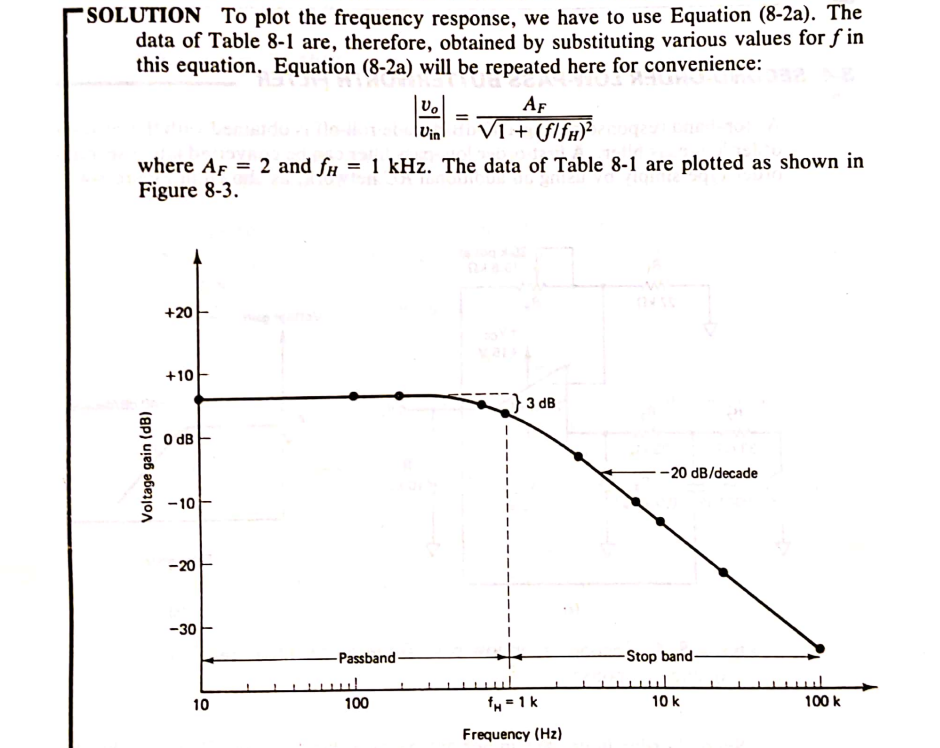 SOLUTION To plot the frequency response, we have to use Equation (8-2a). The
data of Table 8-1 are, therefore, obtained by substituting various values for f in
this equation. Equation (8-2a) will be repeated here for convenience:
|v_o / v_in| = A_F / √(1 + (f/f_H)²)
where A_F = 2 and f_H = 1 kHz. The data of Table 8-1 are plotted as shown in
Figure 8-3.
+20
+10
3 dB
0 dB
Voltage gain (dB)
−20 dB/decade
−10
−20
−30
Passband
Stop band
10
100
f_H = 1 k
10 k
100 k
Frequency (Hz)